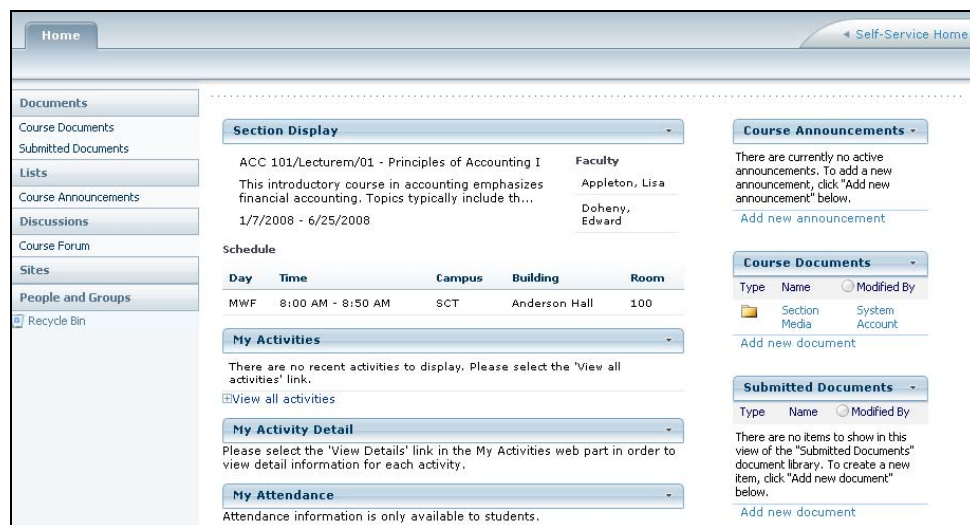 Home
Self-Service Home
Documents
Course Documents
Submitted Documents
Lists
Course Announcements
Discussions
Course Forum
Sites
People and Groups
Recycle Bin
Section Display
ACC 101/Lecturem/01 - Principles of Accounting I
This introductory course in accounting emphasizes
financial accounting. Topics typically include th...
1/7/2008 - 6/25/2008
Faculty
Appleton, Lisa
Doheny,
Edward
Schedule
Day Time Campus Building Room
MWF 8:00 AM - 8:50 AM SCT Anderson Hall 100
My Activities
There are no recent activities to display. Please select the 'View all
activities' link.
View all activities
My Activity Detail
Please select the 'View Details' link in the My Activities web part in order to
view detail information for each activity.
My Attendance
Attendance information is only available to students.
Course Announcements
There are currently no active
announcements. To add a new
announcement, click "Add new
announcement" below.
Add new announcement
Course Documents
Type Name Modified By
Section System
Media Account
Add new document
Submitted Documents
Type Name Modified By
There are no items to show in this
view of the "Submitted Documents"
document library. To create a new
item, click "Add new document"
below.
Add new document